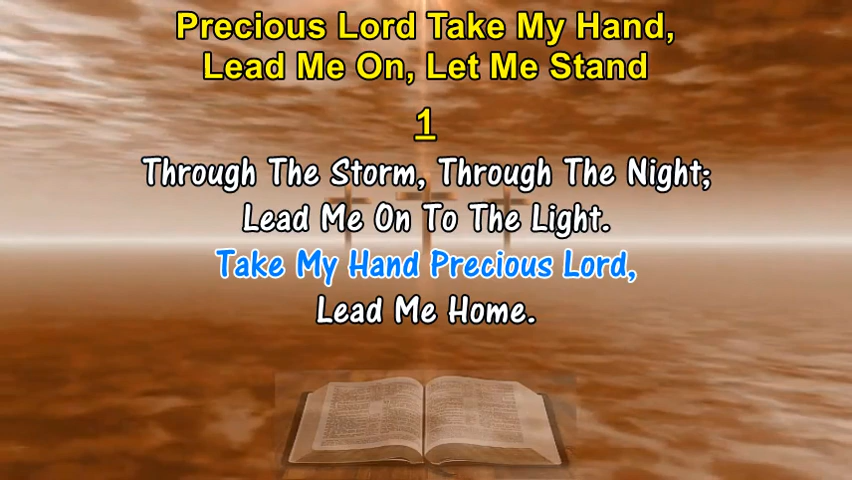 Precious Lord Take My Hand,
Lead Me On, Let Me Stand
1
Through The Storm, Through The Night;
Lead Me On To The Light.
Take My Hand Precious Lord,
Lead Me Home.